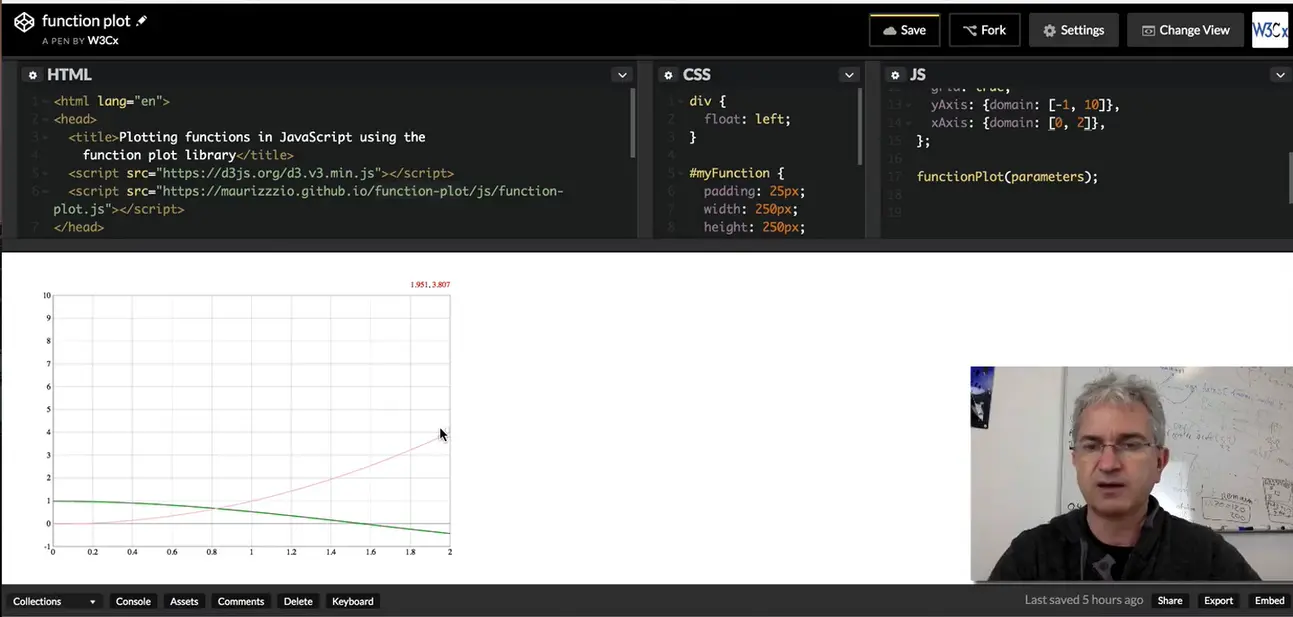 function plot
A PEN BY W3Cx
Save
Fork
Settings
Change View
W3Cx
HTML
CSS
JS
1 <html lang="en">
2 <head>
3 <title>Plotting functions in JavaScript using the
4 function plot library</title>
5 <script src="https://d3js.org/d3.v3.min.js"></script>
6 <script src="https://maurizzzio.github.io/function-plot/js/function-
plot.js"></script>
7 </head>
1 div {
2 float: left;
3 }
4
5 #myFunction {
6 padding: 25px;
7 width: 250px;
8 height: 250px;
12 grid: true,
13 yAxis: {domain: [-1, 10]},
14 xAxis: {domain: [0, 2]},
15 };
16
17 functionPlot(parameters);
18
19
1.951, 3.807
10
9
8
7
6
5
4
3
2
1
0
-1
0 0.2 0.4 0.6 0.8 1 1.2 1.4 1.6 1.8 2
Collections
Console
Assets
Comments
Delete
Keyboard
Last saved 5 hours ago
Share
Export
Embed